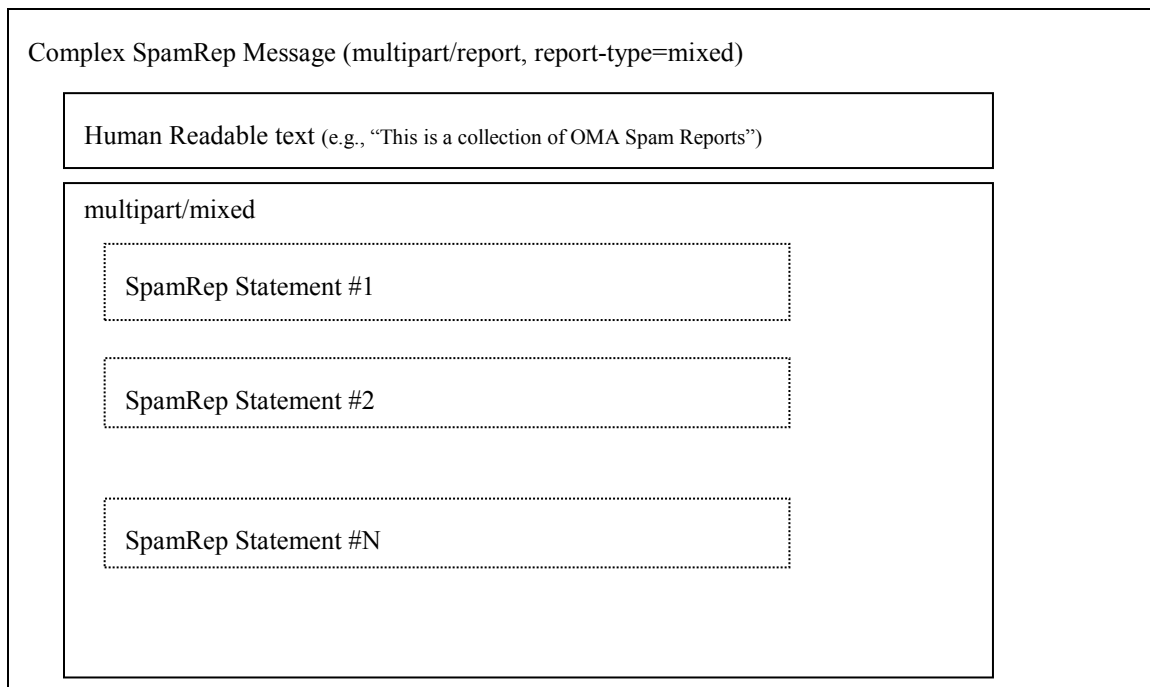 Complex SpamRep Message (multipart/report, report-type=mixed)
Human Readable text (e.g., “This is a collection of OMA Spam Reports”)
multipart/mixed
SpamRep Statement #1
SpamRep Statement #2
SpamRep Statement #N